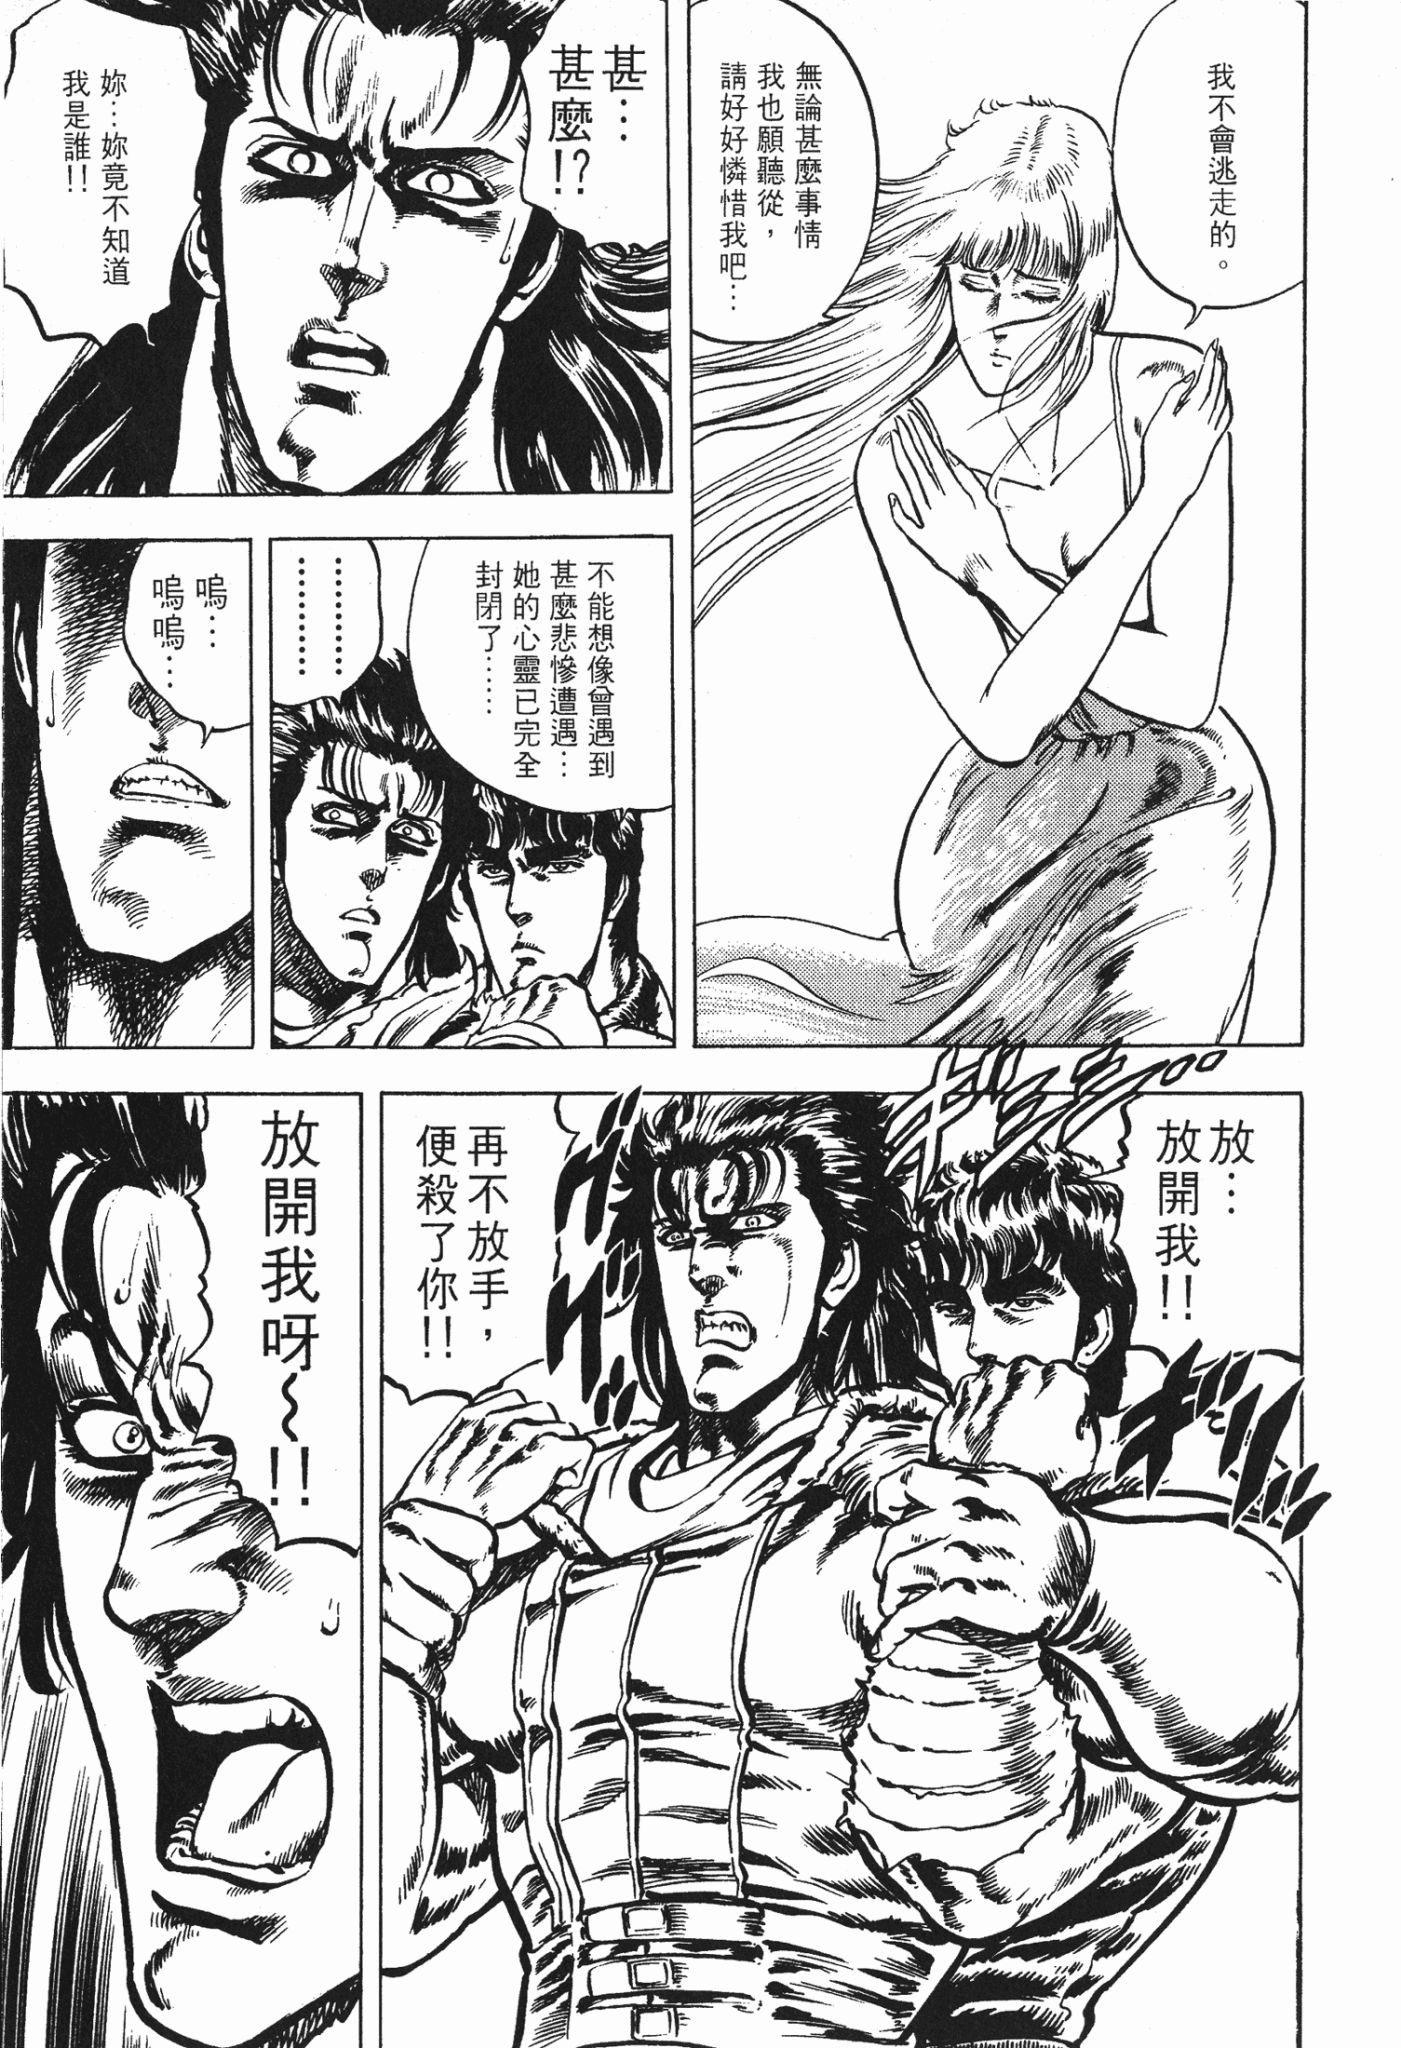 我不會逃走的。
無論甚麼事情
我也願聽從，
請好好憐惜我吧…
甚…
甚麼!?
妳…妳竟不知道
我是誰!!
不能想像曾遇到
甚麼悲慘遭遇…
她的心靈已完全
封閉了……
………
………
嗚…
嗚嗚…
放…
放開我!!
再不放手，
便殺了你!!
放開我呀～!!